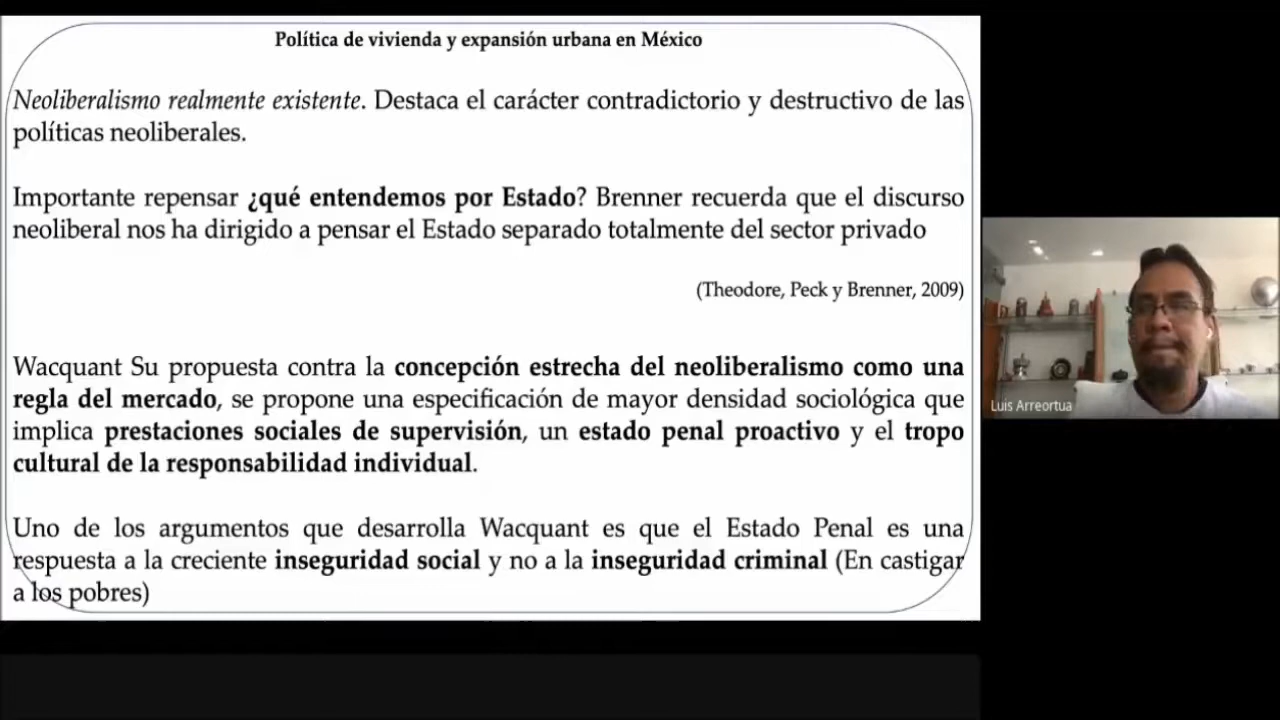 Política de vivienda y expansión urbana en México
Neoliberalismo realmente existente. Destaca el carácter contradictorio y destructivo de las
políticas neoliberales.
Importante repensar ¿qué entendemos por Estado? Brenner recuerda que el discurso
neoliberal nos ha dirigido a pensar el Estado separado totalmente del sector privado
(Theodore, Peck y Brenner, 2009)
Wacquant Su propuesta contra la concepción estrecha del neoliberalismo como una
regla del mercado, se propone una especificación de mayor densidad sociológica que
implica prestaciones sociales de supervisión, un estado penal proactivo y el tropo
cultural de la responsabilidad individual.
Uno de los argumentos que desarrolla Wacquant es que el Estado Penal es una
respuesta a la creciente inseguridad social y no a la inseguridad criminal (En castigar
a los pobres)
Luis Arreortua